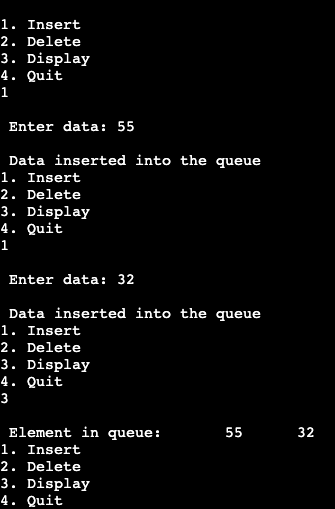 1. Insert
2. Delete
3. Display
4. Quit
1
Enter data: 55
Data inserted into the queue
1. Insert
2. Delete
3. Display
4. Quit
1
Enter data: 32
Data inserted into the queue
1. Insert
2. Delete
3. Display
4. Quit
3
Element in queue: 55 32
1. Insert
2. Delete
3. Display
4. Quit